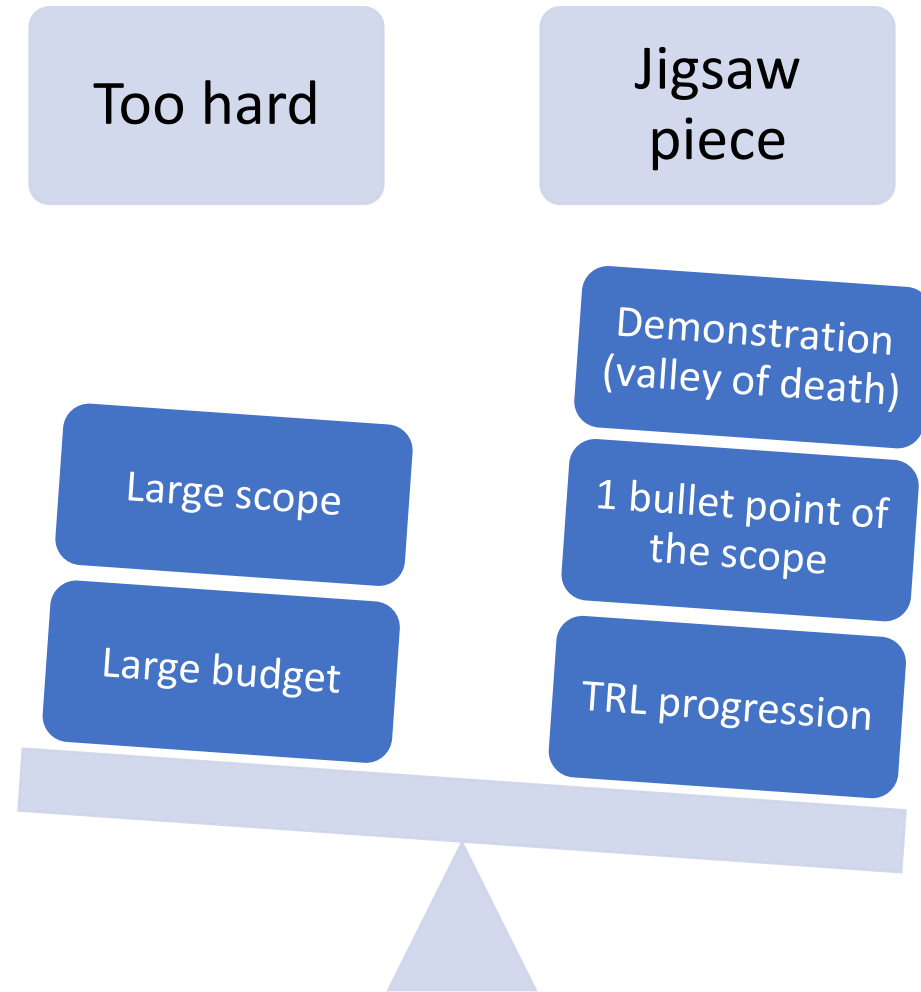 Too hard
Jigsaw
piece
Demonstration
(valley of death)
Large scope
1 bullet point of
the scope
Large budget
TRL progression